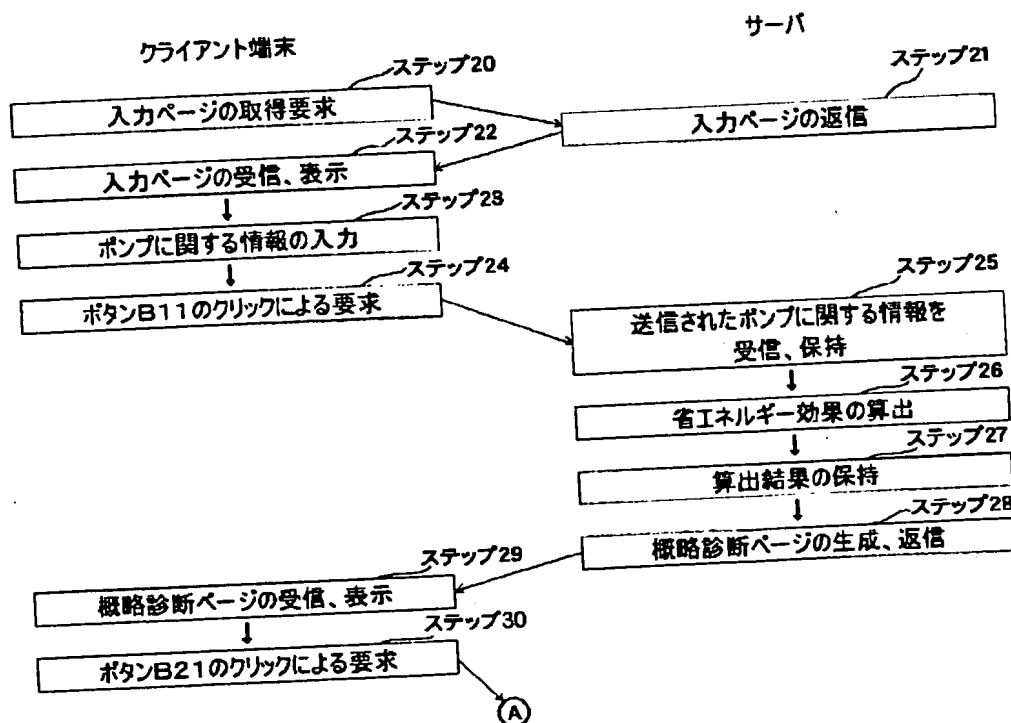 クライアント端末
サーバ
ステップ20
入力ページの取得要求
ステップ21
入力ページの返信
ステップ22
入力ページの受信、表示
ステップ23
ポンプに関する情報の入力
ステップ24
ボタンB11のクリックによる要求
ステップ25
送信されたポンプに関する情報を
受信、保持
ステップ26
省エネルギー効果の算出
ステップ27
算出結果の保持
ステップ28
概略診断ページの生成、返信
ステップ29
概略診断ページの受信、表示
ステップ30
ボタンB21のクリックによる要求
A